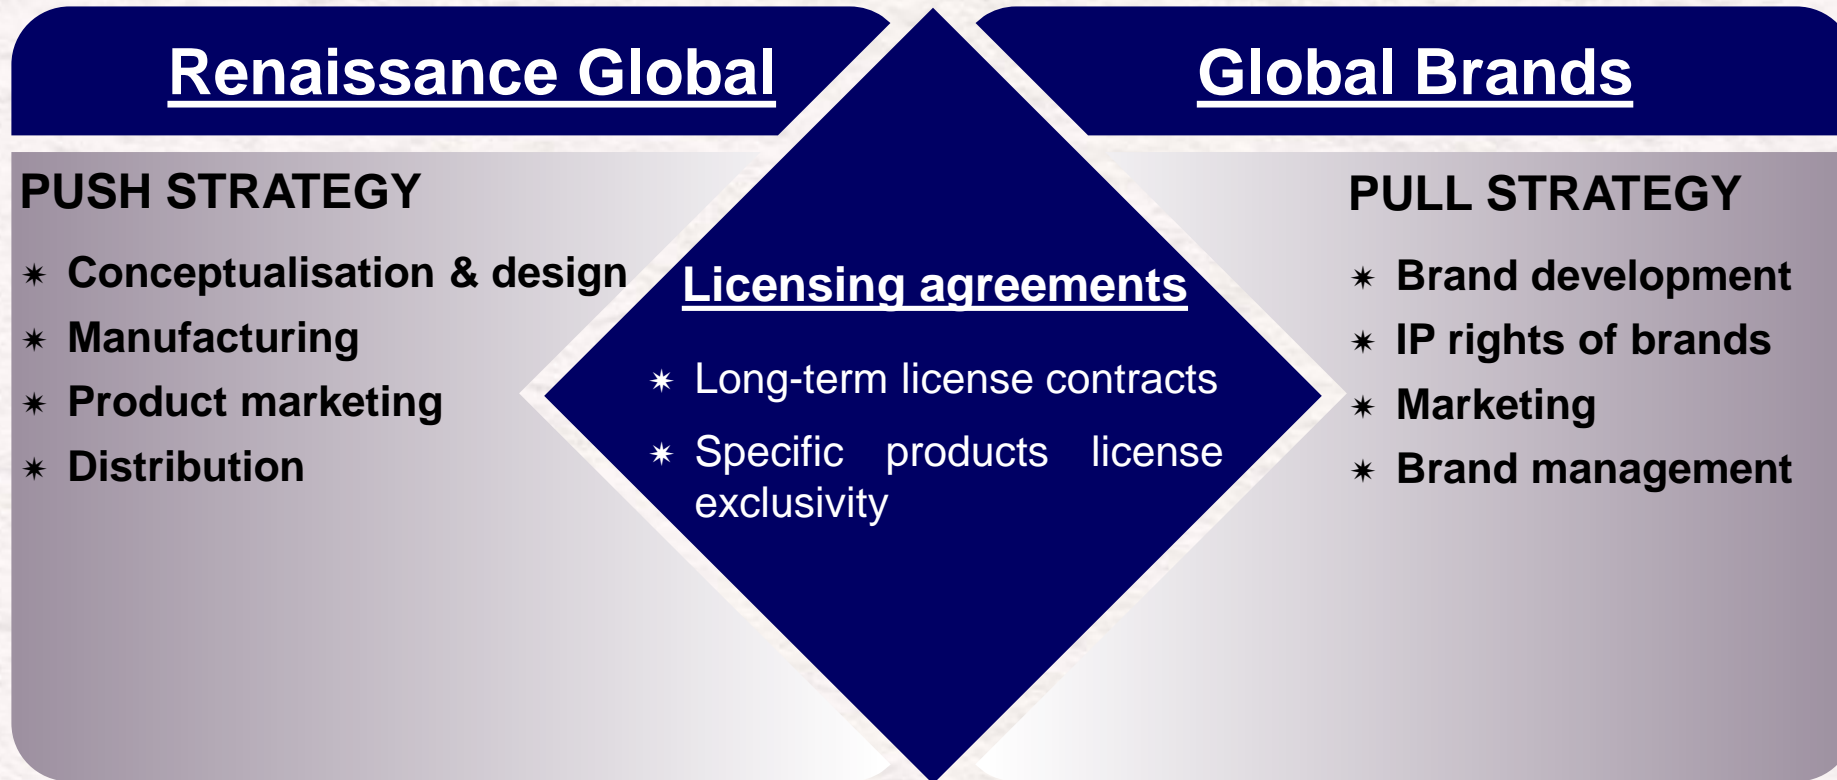 Renaissance Global
PUSH STRATEGY
✷ Conceptualisation & design
✷ Manufacturing
✷ Product marketing
✷ Distribution
Licensing agreements
✷ Long-term license contracts
✷ Specific products license
exclusivity
Global Brands
PULL STRATEGY
✷ Brand development
✷ IP rights of brands
✷ Marketing
✷ Brand management